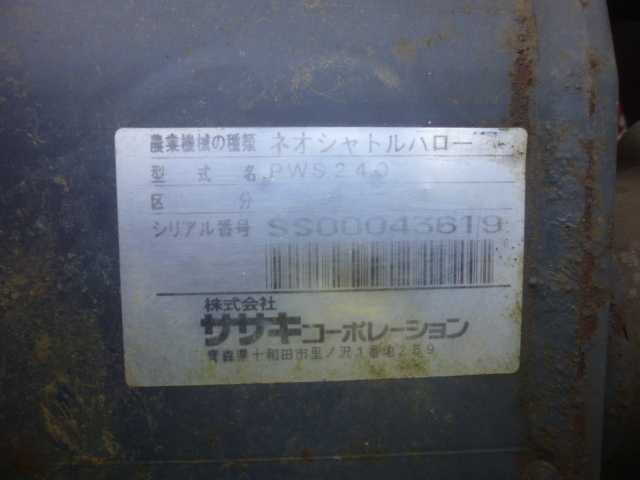 農業機械の種類 ネオシャトルハロー
型式名 PWS240
区分
シリアル番号 SS00043619
株式会社
ササキコーポレーション
青森県十和田市里ノ沢1番地259